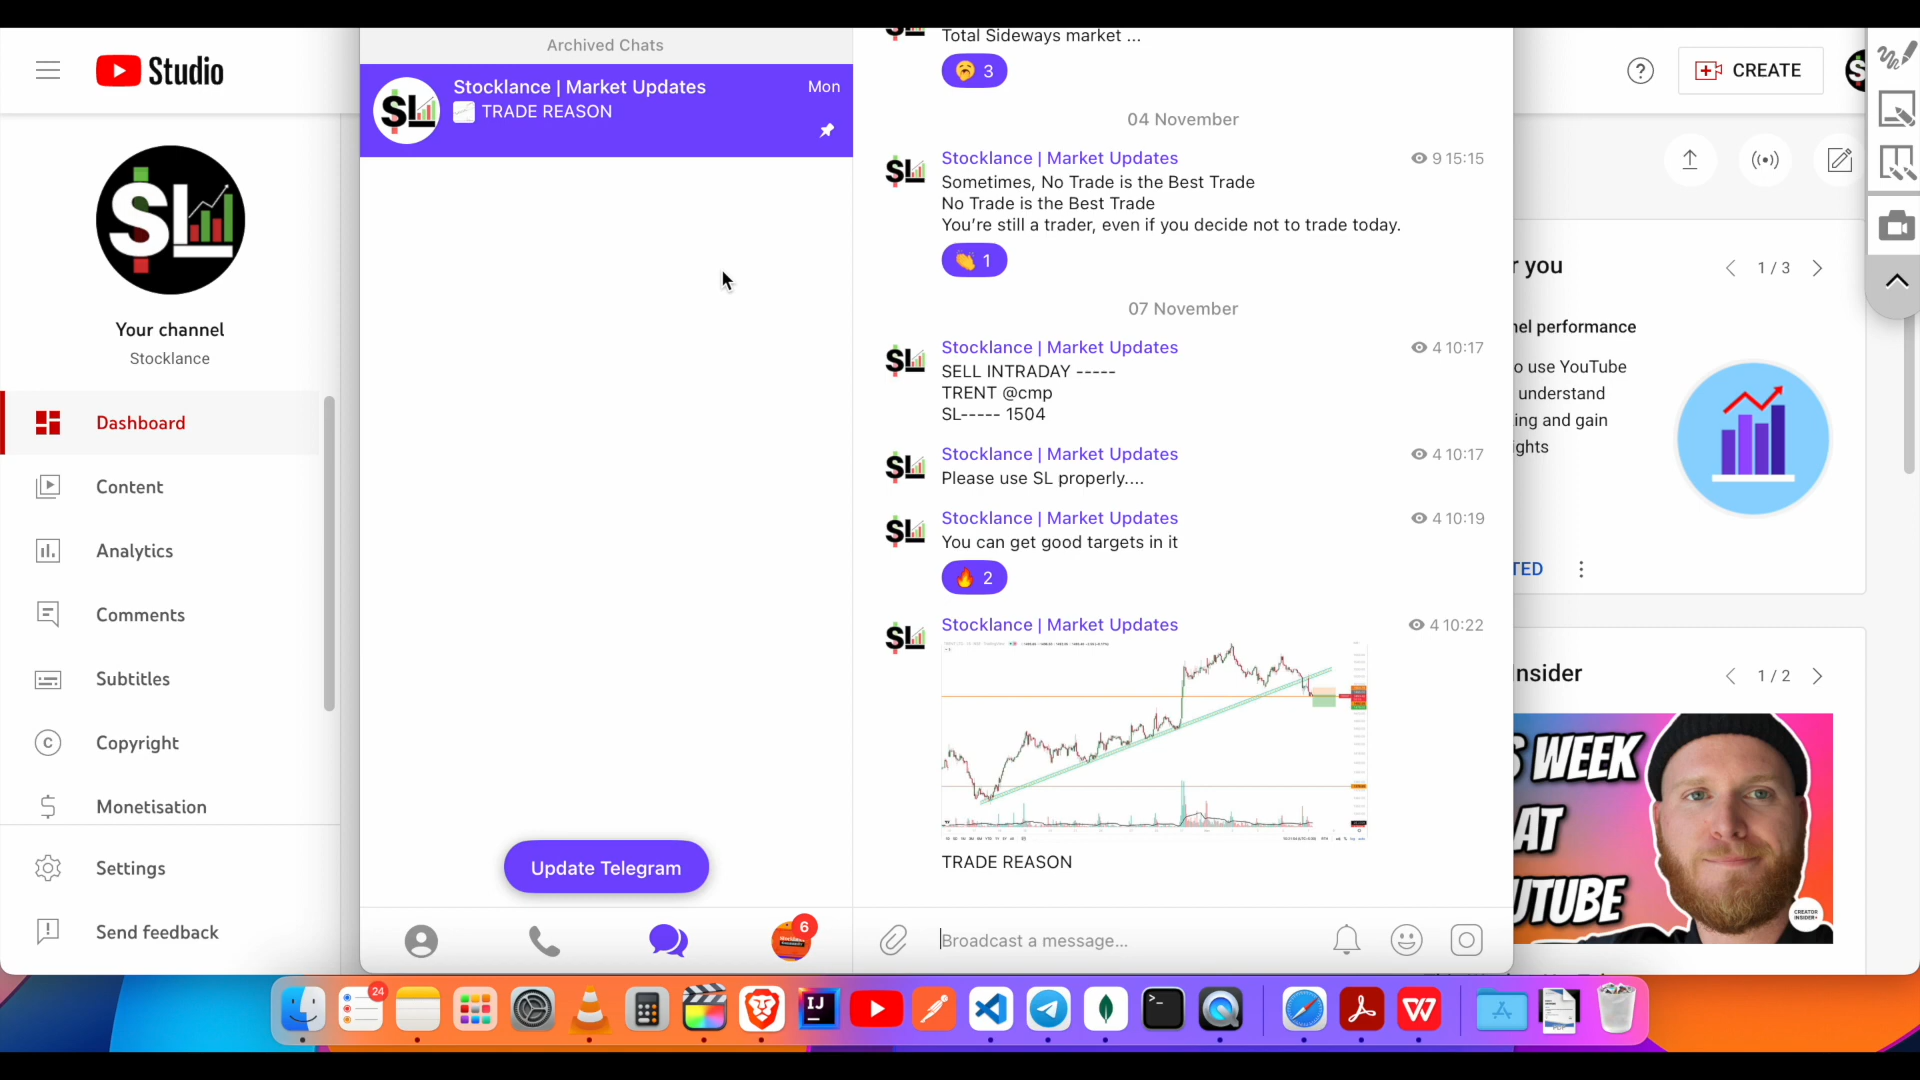 Studio
Your channel
Stocklance
Dashboard
Content
Analytics
Comments
Subtitles
Copyright
Monetisation
Settings
Send feedback
Archived Chats
Stocklance | Market Updates
Mon
TRADE REASON
Update Telegram
6
Total Sideways market ...
3
04 November
Stocklance | Market Updates
9 15:15
Sometimes, No Trade is the Best Trade
No Trade is the Best Trade
You're still a trader, even if you decide not to trade today.
1
07 November
Stocklance | Market Updates
4 10:17
SELL INTRADAY -----
TRENT @cmp
SL----- 1504
Stocklance | Market Updates
4 10:17
Please use SL properly....
Stocklance | Market Updates
4 10:19
You can get good targets in it
2
Stocklance | Market Updates
4 10:22
TRADE REASON
Broadcast a message...
CREATE
r you
1 / 3
nel performance
o use YouTube
understand
ing and gain
ights
TED
nsider
1 / 2
S WEEK
AT
UTUBE
CREATOR
INSIDER
24